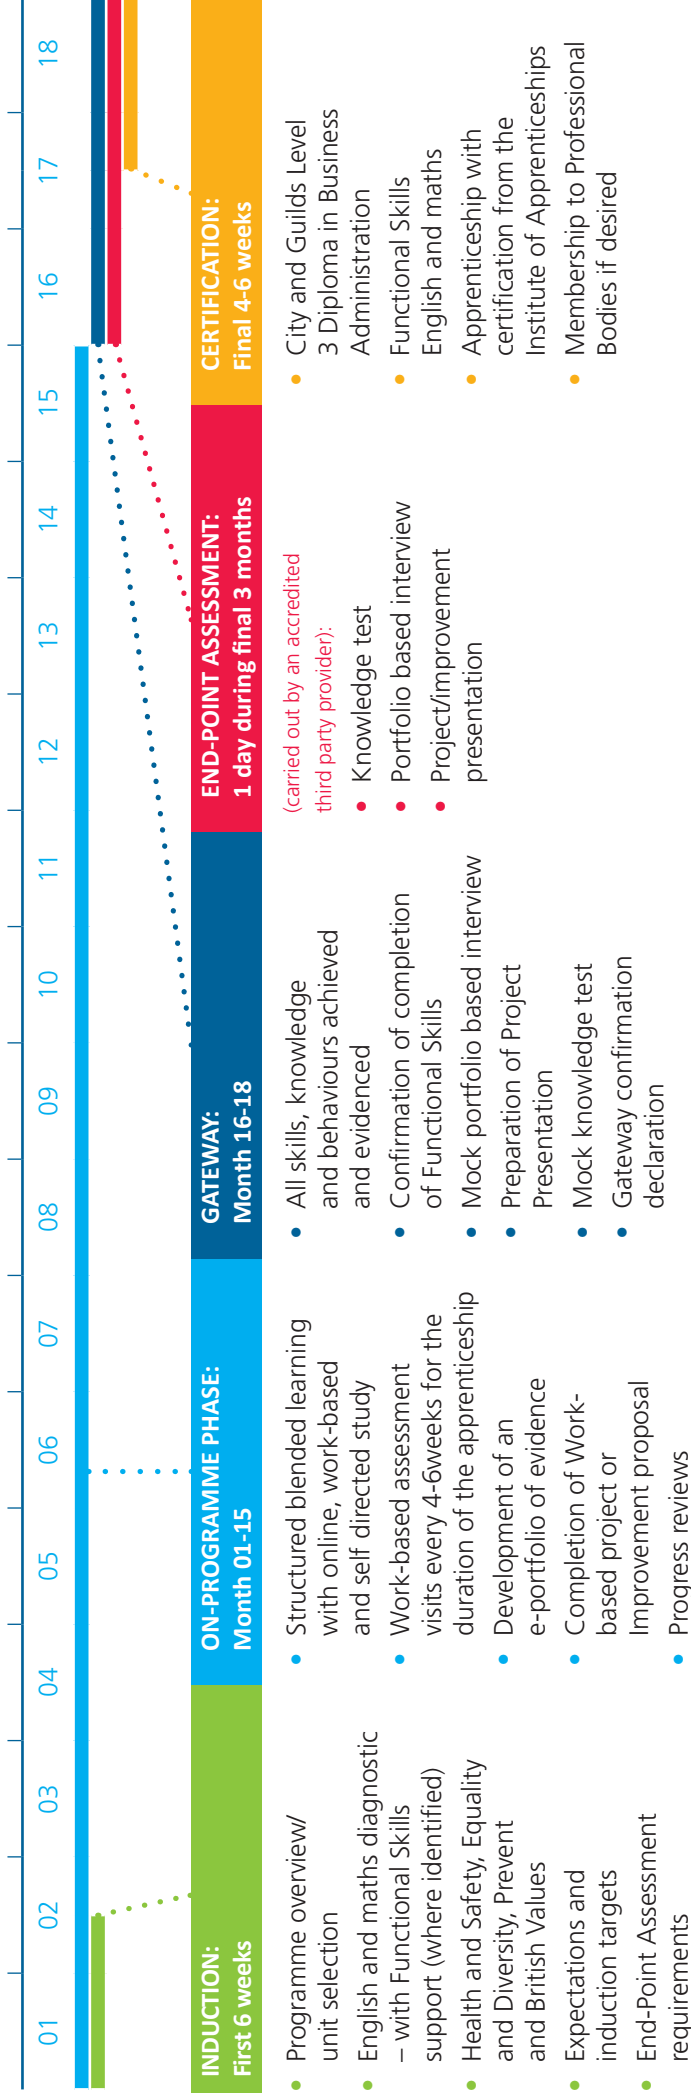 01 02 03 04 05 06 07 08 09 10 11 12 13 14 15 16 17 18
INDUCTION:
First 6 weeks
• Programme overview/
unit selection
• English and maths diagnostic
– with Functional Skills
support (where identified)
• Health and Safety, Equality
and Diversity, Prevent
and British Values
• Expectations and
induction targets
• End-Point Assessment
requirements
ON-PROGRAMME PHASE:
Month 01-15
• Structured blended learning
with online, work-based
and self directed study
• Work-based assessment
visits every 4-6weeks for the
duration of the apprenticeship
• Development of an
e-portfolio of evidence
• Completion of Work-
based project or
Improvement proposal
• Progress reviews
GATEWAY:
Month 16-18
• All skills, knowledge
and behaviours achieved
and evidenced
• Confirmation of completion
of Functional Skills
• Mock portfolio based interview
• Preparation of Project
Presentation
• Mock knowledge test
• Gateway confirmation
declaration
END-POINT ASSESSMENT:
1 day during final 3 months
(carried out by an accredited
third party provider):
• Knowledge test
• Portfolio based interview
• Project/improvement
presentation
CERTIFICATION:
Final 4-6 weeks
• City and Guilds Level
3 Diploma in Business
Administration
• Functional Skills
English and maths
• Apprenticeship with
certification from the
Institute of Apprenticeships
• Membership to Professional
Bodies if desired